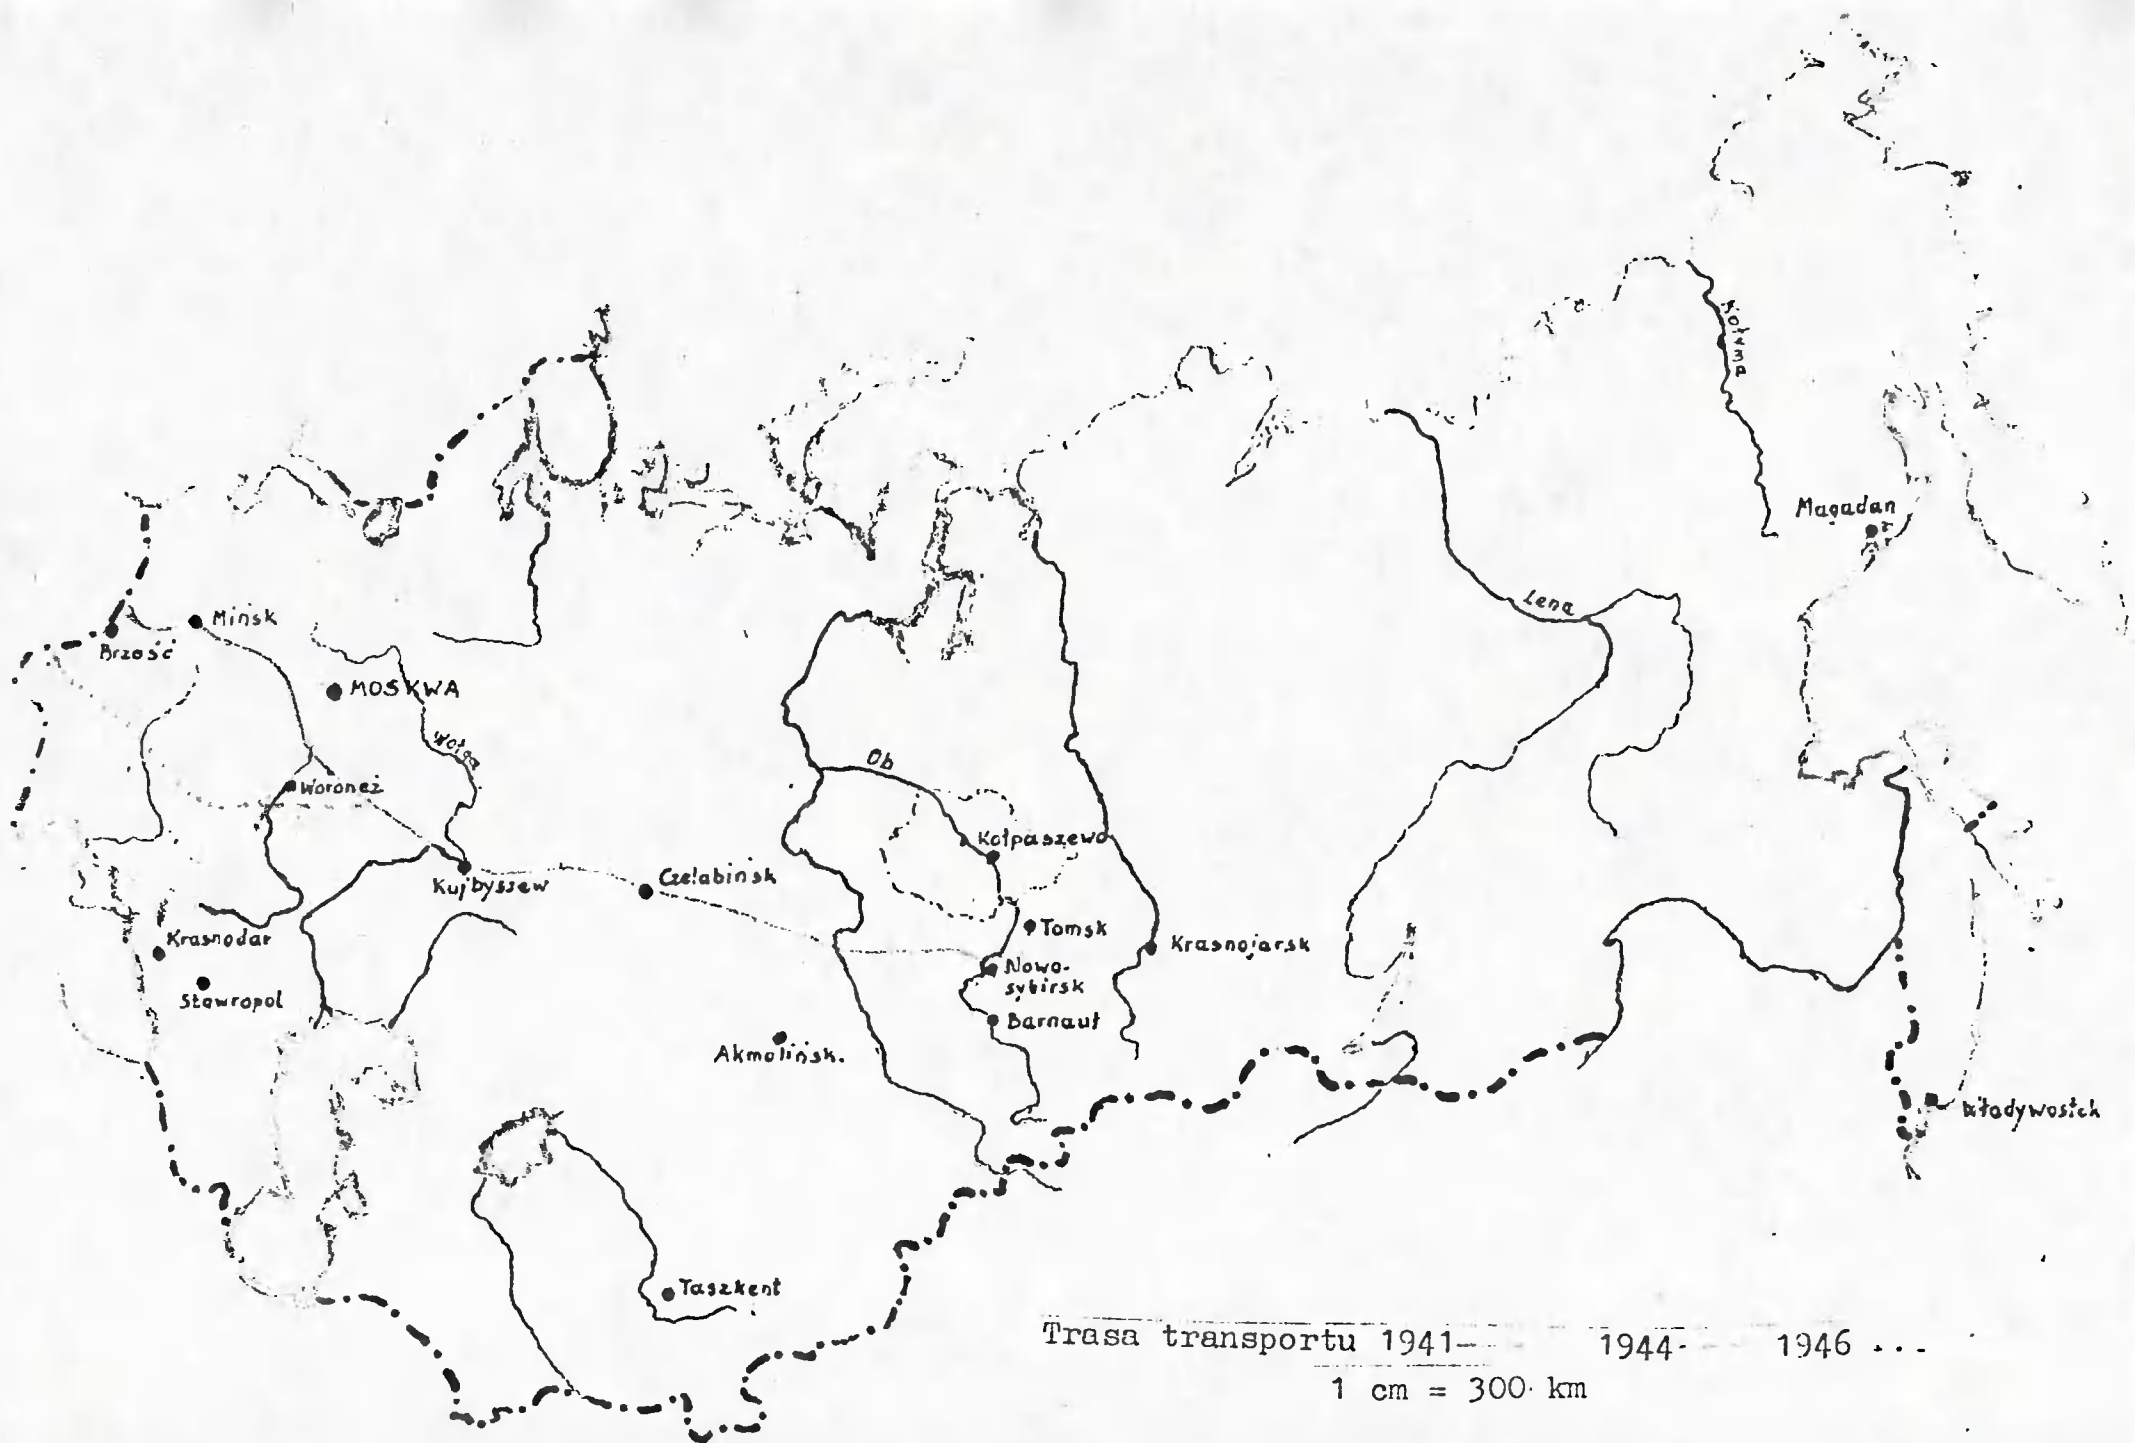 Kołyma
Magadan
Lena
Mińsk
Brześć
MOSKWA
Wołga
Ob
Woroneż
Kołpaszewo
Kujbyszew
Czelabińsk
Tomsk
Krasnojarsk
Krasnodar
Nowo-
sybirsk
Stawropol
Barnauł
Akmolińsk.
Władywostok
Taszkent
Trasa transportu 1941- 1944- 1946 ...
1 cm = 300 km